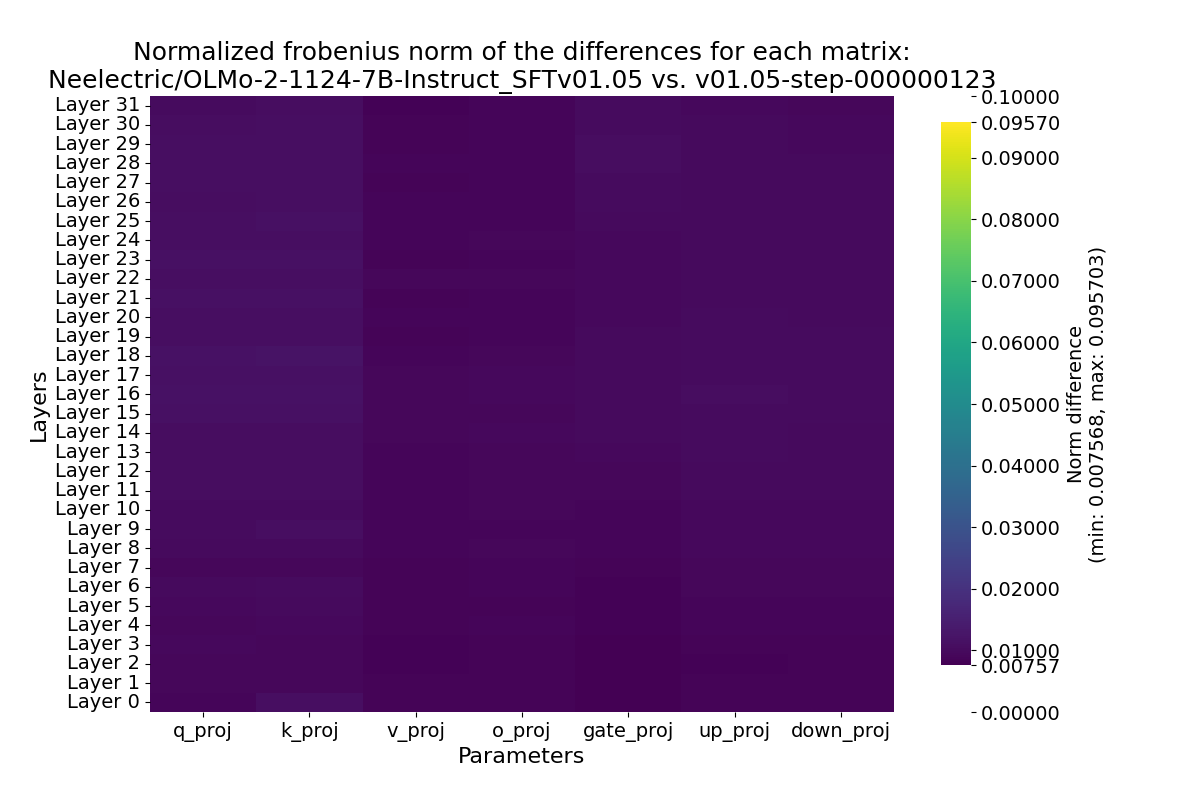 Normalized frobenius norm of the differences for each matrix:
Neelectric/OLMo-2-1124-7B-Instruct_SFTv01.05 vs. v01.05-step-000000123
Layers
Layer 31
Layer 30
Layer 29
Layer 28
Layer 27
Layer 26
Layer 25
Layer 24
Layer 23
Layer 22
Layer 21
Layer 20
Layer 19
Layer 18
Layer 17
Layer 16
Layer 15
Layer 14
Layer 13
Layer 12
Layer 11
Layer 10
Layer 9
Layer 8
Layer 7
Layer 6
Layer 5
Layer 4
Layer 3
Layer 2
Layer 1
Layer 0
q_proj k_proj v_proj o_proj gate_proj up_proj down_proj
Parameters
0.10000
0.09570
0.09000
0.08000
0.07000
0.06000
0.05000
0.04000
0.03000
0.02000
0.01000
0.00757
0.00000
Norm difference
(min: 0.007568, max: 0.095703)